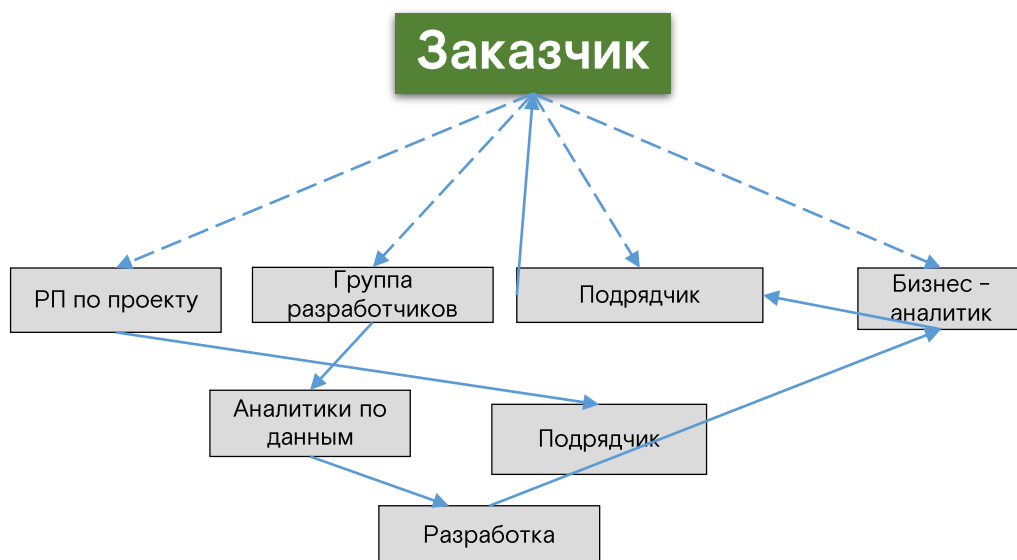 Заказчик
РП по проекту
Группа
разработчиков
Подрядчик
Бизнес –
аналитик
Аналитики по
данным
Подрядчик
Разработка